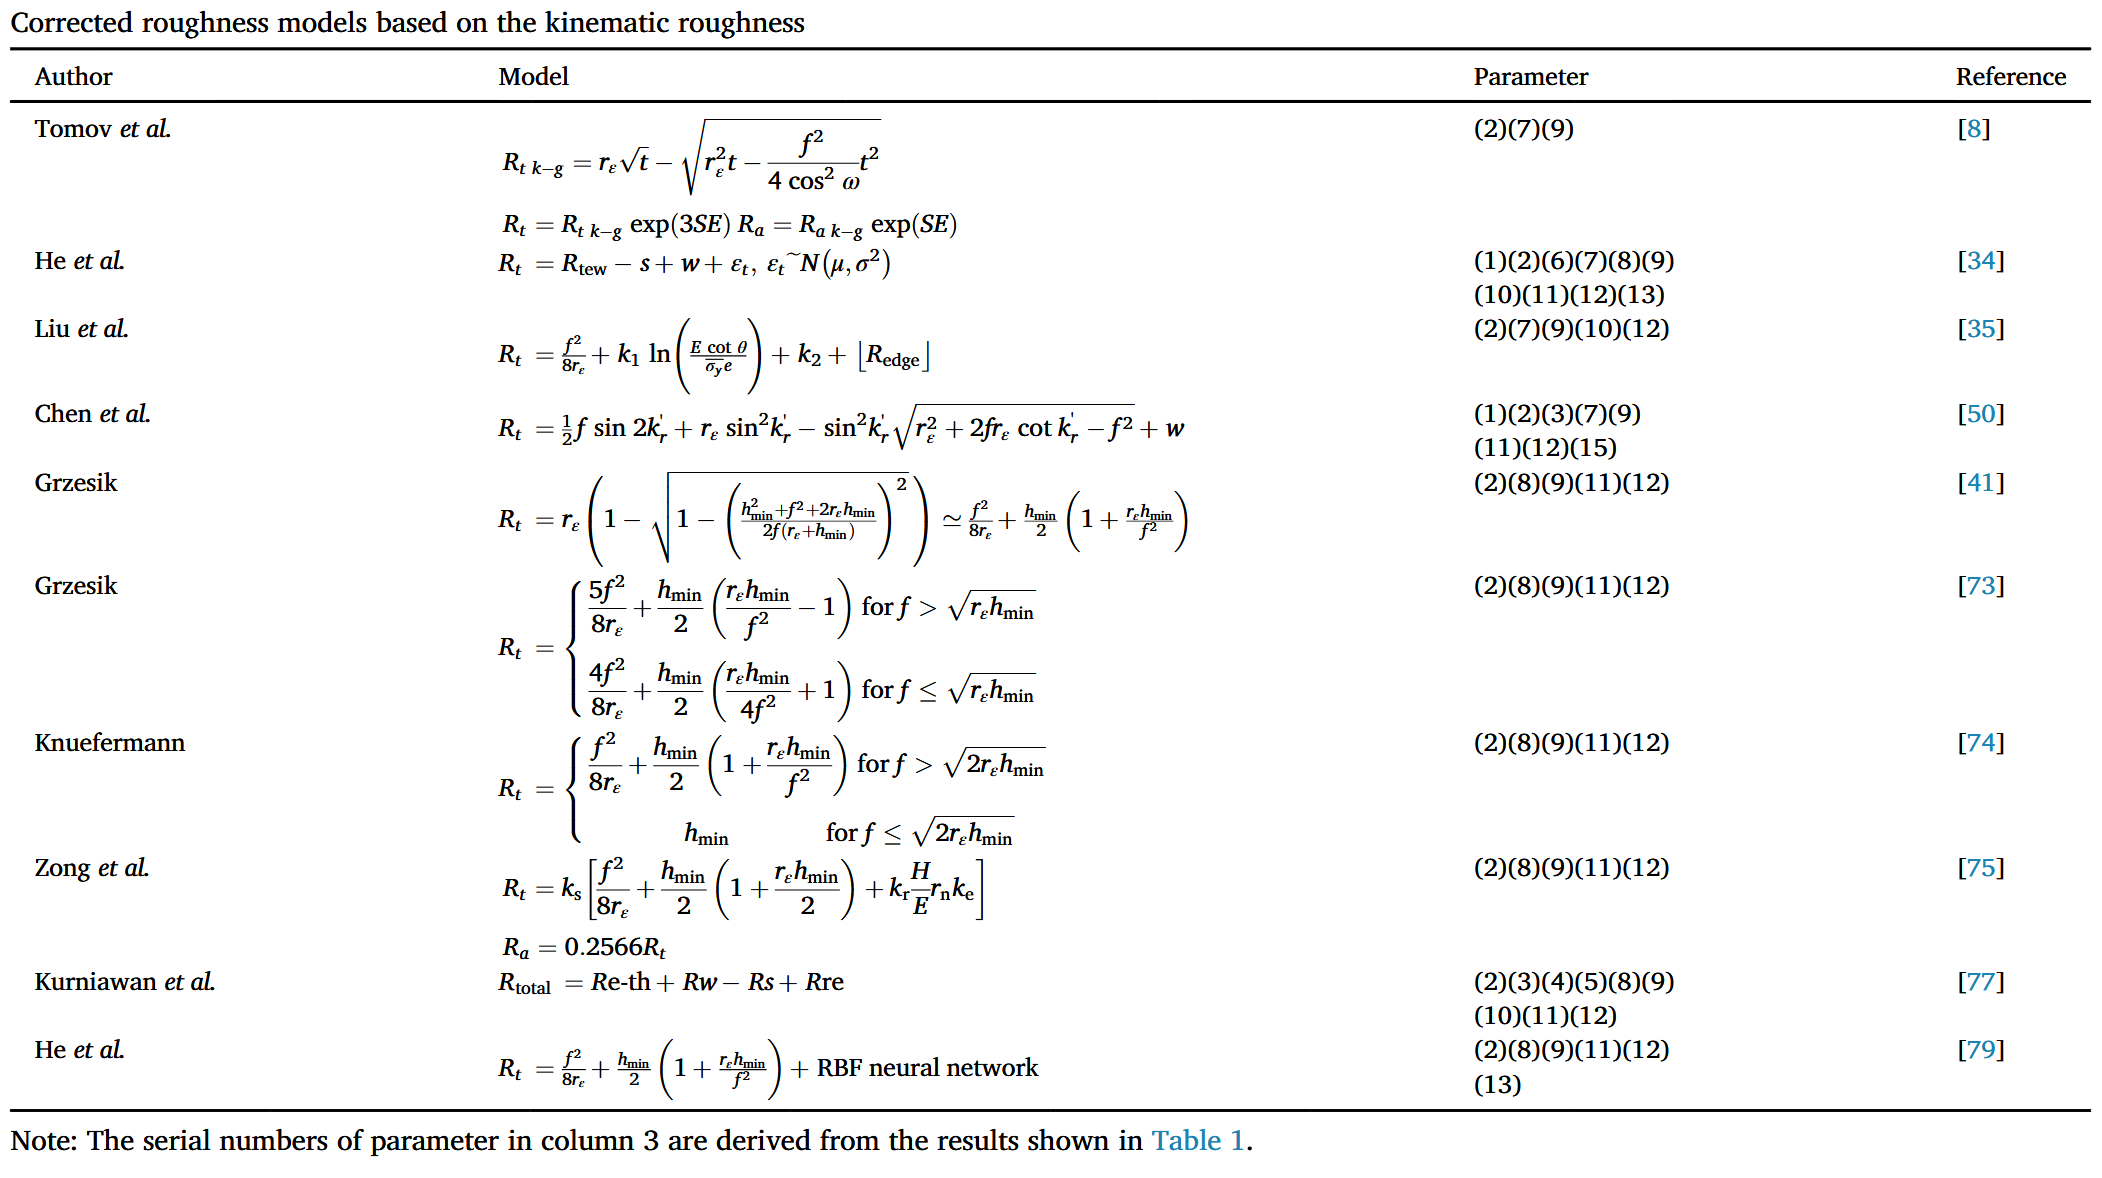 Corrected roughness models based on the kinematic roughness
Author Model Parameter Reference
Tomov et al. $R_{t\ k-g} = r_\varepsilon\sqrt{t} - \sqrt{r_\varepsilon^2 t - \frac{f^2}{4\cos^2\omega}t^2}$ (2)(7)(9) [8]
$R_t = R_{t\ k-g}\exp(3SE)\ R_a = R_{a\ k-g}\exp(SE)$
He et al. $R_t = R_{\text{tew}} - s + w + \varepsilon_t, \varepsilon_t \text{~} N(\mu, \sigma^2)$ (1)(2)(6)(7)(8)(9) [34]
(10)(11)(12)(13)
Liu et al. $R_t = \frac{f^2}{8r_\varepsilon} + k_1 \ln\left(\frac{E\cot\theta}{\overline{\sigma}_y e}\right) + k_2 + \lfloor R_{\text{edge}} \rfloor$ (2)(7)(9)(10)(12) [35]
Chen et al. $R_t = \frac{1}{2}f\sin 2k_r' + r_\varepsilon\sin^2 k_r' - \sin^2 k_r'\sqrt{r_\varepsilon^2 + 2fr_\varepsilon\cot k_r' - f^2} + w$ (1)(2)(3)(7)(9) [50]
(11)(12)(15)
Grzesik $R_t = r_\varepsilon\left(1 - \sqrt{1 - \left(\frac{h_{\min}^2 + f^2 + 2r_\varepsilon h_{\min}}{2f(r_\varepsilon + h_{\min})}\right)^2}\right) \simeq \frac{f^2}{8r_\varepsilon} + \frac{h_{\min}}{2}\left(1 + \frac{r_\varepsilon h_{\min}}{f^2}\right)$ (2)(8)(9)(11)(12) [41]
Grzesik $R_t = \begin{cases} \frac{5f^2}{8r_\varepsilon} + \frac{h_{\min}}{2}\left(\frac{r_\varepsilon h_{\min}}{f^2} - 1\right) \text{for } f > \sqrt{r_\varepsilon h_{\min}} \\ \frac{4f^2}{8r_\varepsilon} + \frac{h_{\min}}{2}\left(\frac{r_\varepsilon h_{\min}}{4f^2} + 1\right) \text{for } f \leq \sqrt{r_\varepsilon h_{\min}} \end{cases}$ (2)(8)(9)(11)(12) [73]
Knuefermann $R_t = \begin{cases} \frac{f^2}{8r_\varepsilon} + \frac{h_{\min}}{2}\left(1 + \frac{r_\varepsilon h_{\min}}{f^2}\right) \text{for } f > \sqrt{2r_\varepsilon h_{\min}} \\ h_{\min} \quad \text{for } f \leq \sqrt{2r_\varepsilon h_{\min}} \end{cases}$ (2)(8)(9)(11)(12) [74]
Zong et al. $R_t = k_s\left[\frac{f^2}{8r_\varepsilon} + \frac{h_{\min}}{2}\left(1 + \frac{r_\varepsilon h_{\min}}{2}\right) + k_r\frac{H}{E}r_n k_e\right]$ (2)(8)(9)(11)(12) [75]
$R_a = 0.2566R_t$
Kurniawan et al. $R_{\text{total}} = R\text{e-th} + Rw - Rs + R\text{re}$ (2)(3)(4)(5)(8)(9) [77]
(10)(11)(12)
He et al. $R_t = \frac{f^2}{8r_\varepsilon} + \frac{h_{\min}}{2}\left(1 + \frac{r_\varepsilon h_{\min}}{f^2}\right) + \text{RBF neural network}$ (2)(8)(9)(11)(12) [79]
(13)
Note: The serial numbers of parameter in column 3 are derived from the results shown in Table 1.